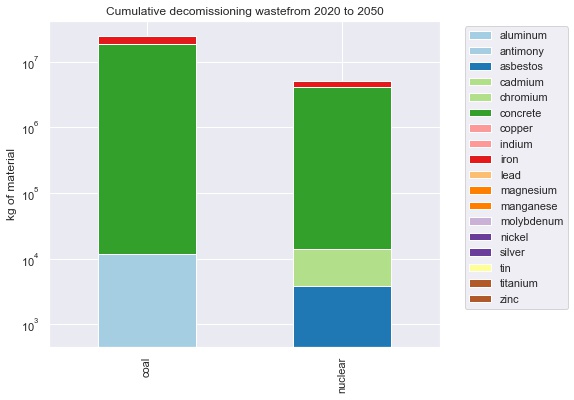 Cumulative decomissioning wastefrom 2020 to 2050
kg of material
10⁷
10⁶
10⁵
10⁴
10³
coal
nuclear
aluminum
antimony
asbestos
cadmium
chromium
concrete
copper
indium
iron
lead
magnesium
manganese
molybdenum
nickel
silver
tin
titanium
zinc